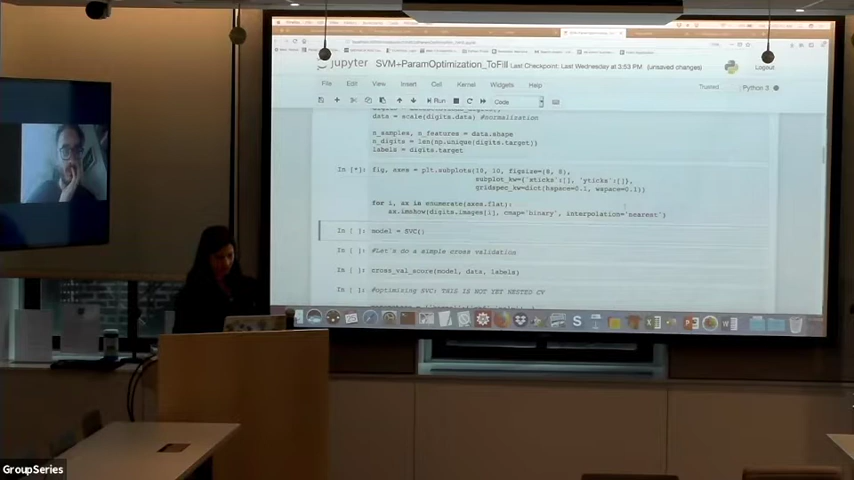 jupyter SVM+ParamOptimization_ToFill Last Checkpoint: Last Wednesday at 3:53 PM (unsaved changes)
Logout
File Edit View Insert Cell Kernel Widgets Help
Trusted Python 3
Run Code
data = scale(digits.data) #normalization
n_samples, n_features = data.shape
n_digits = len(np.unique(digits.target))
labels = digits.target
In [*]: fig, axes = plt.subplots(10, 10, figsize=(8, 8),
subplot_kw={'xticks':[], 'yticks':[]},
gridspec_kw=dict(hspace=0.1, wspace=0.1))
for i, ax in enumerate(axes.flat):
ax.imshow(digits.images[i], cmap='binary', interpolation='nearest')
In [ ]: model = SVC()
In [ ]: #Let's do a simple cross validation
In [ ]: cross_val_score(model, data, labels)
In [ ]: #optimizing SVC: THIS IS NOT YET NESTED CV
GroupSeries